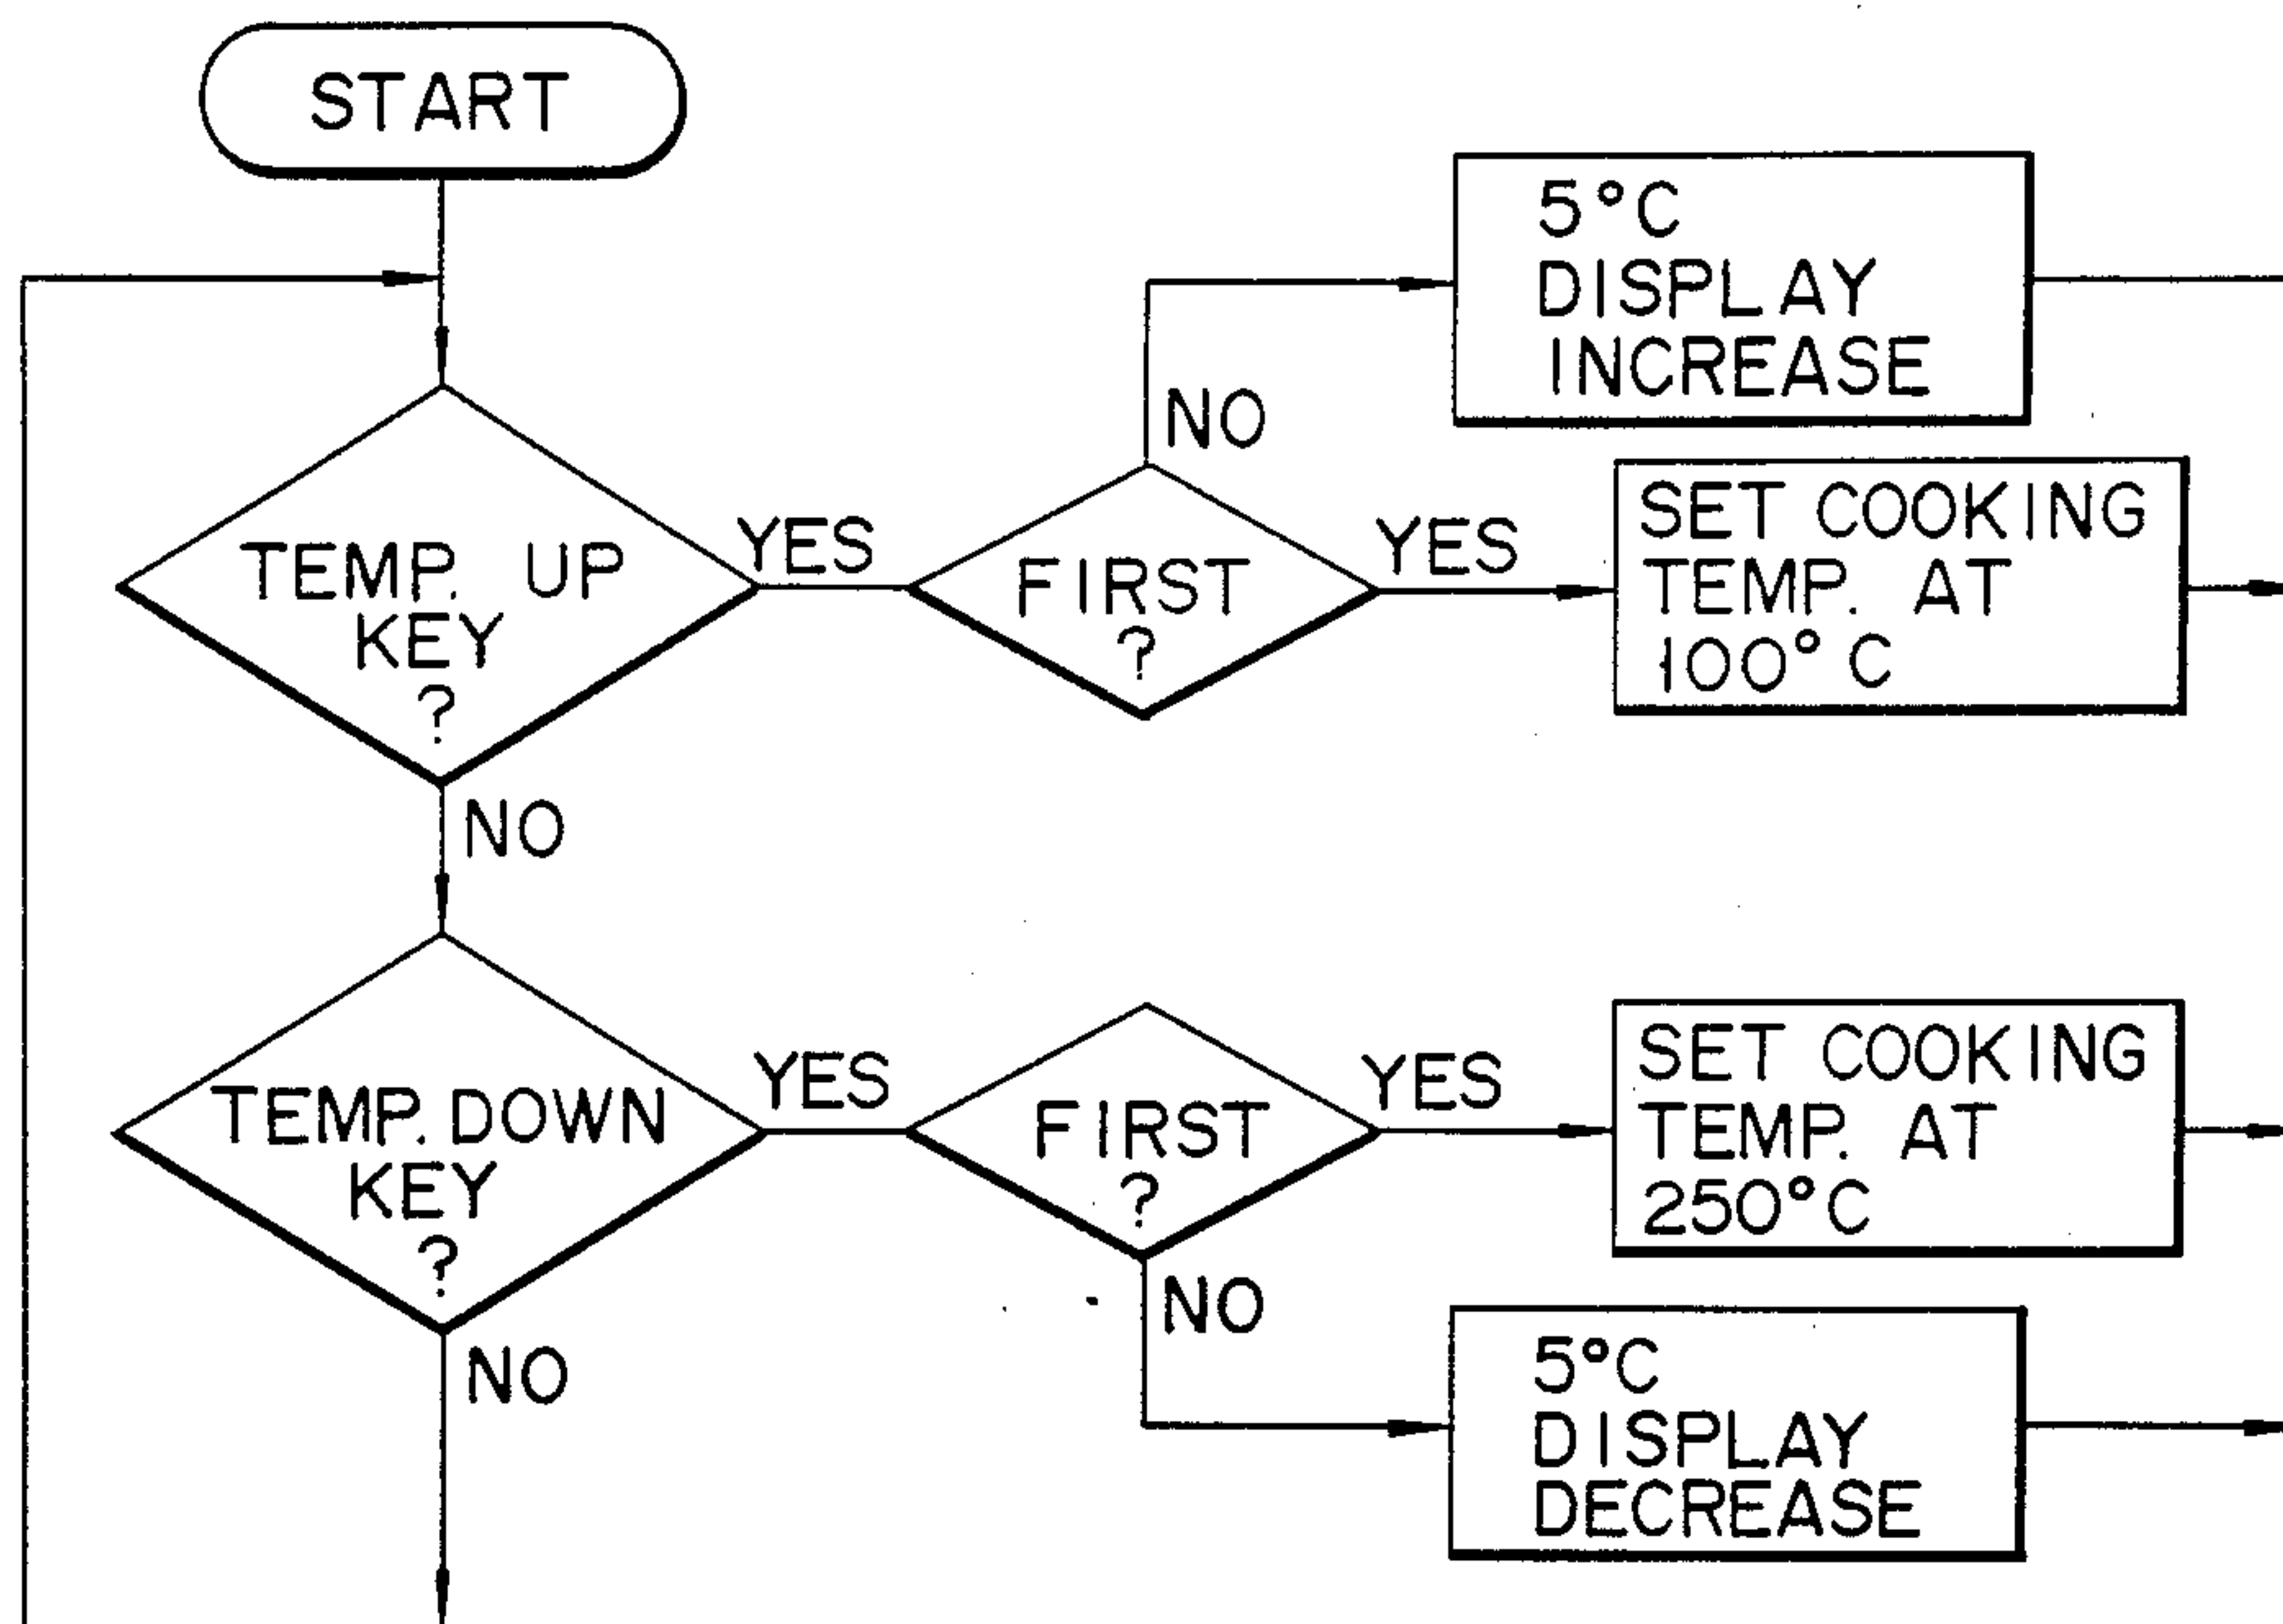 START
5°C
DISPLAY
INCREASE
NO
TEMP. UP
KEY
?
YES
FIRST
?
YES
SET COOKING
TEMP. AT
100°C
NO
TEMP. DOWN
KEY
?
YES
FIRST
?
YES
SET COOKING
TEMP. AT
250°C
NO
NO
5°C
DISPLAY
DECREASE